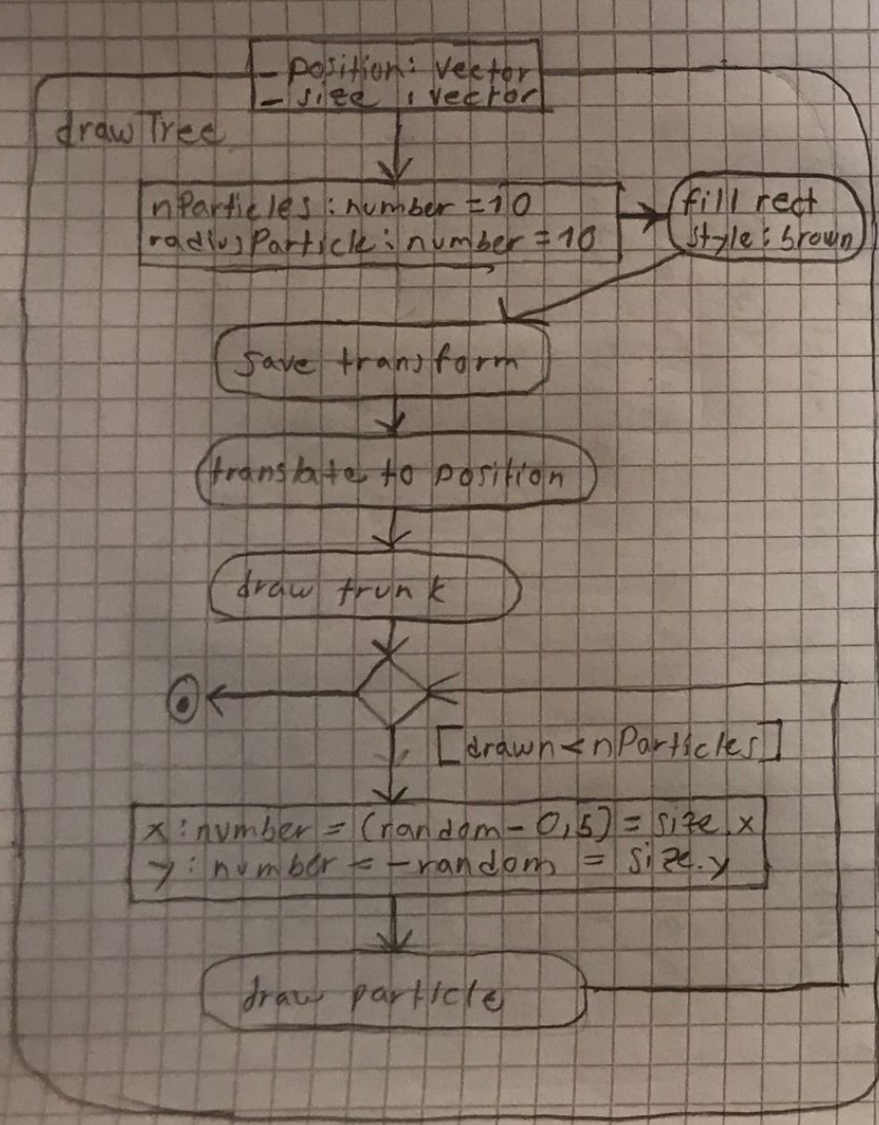 - position: vector
- size : vector
drawTree
nParticles : number = 10
radiusParticle : number = 10
fill rect
style : brown
save transform
translate to position
draw trunk
[drawn < nParticles]
x : number = (random - 0,5) = size.x
y : number = - random = size.y
draw particle